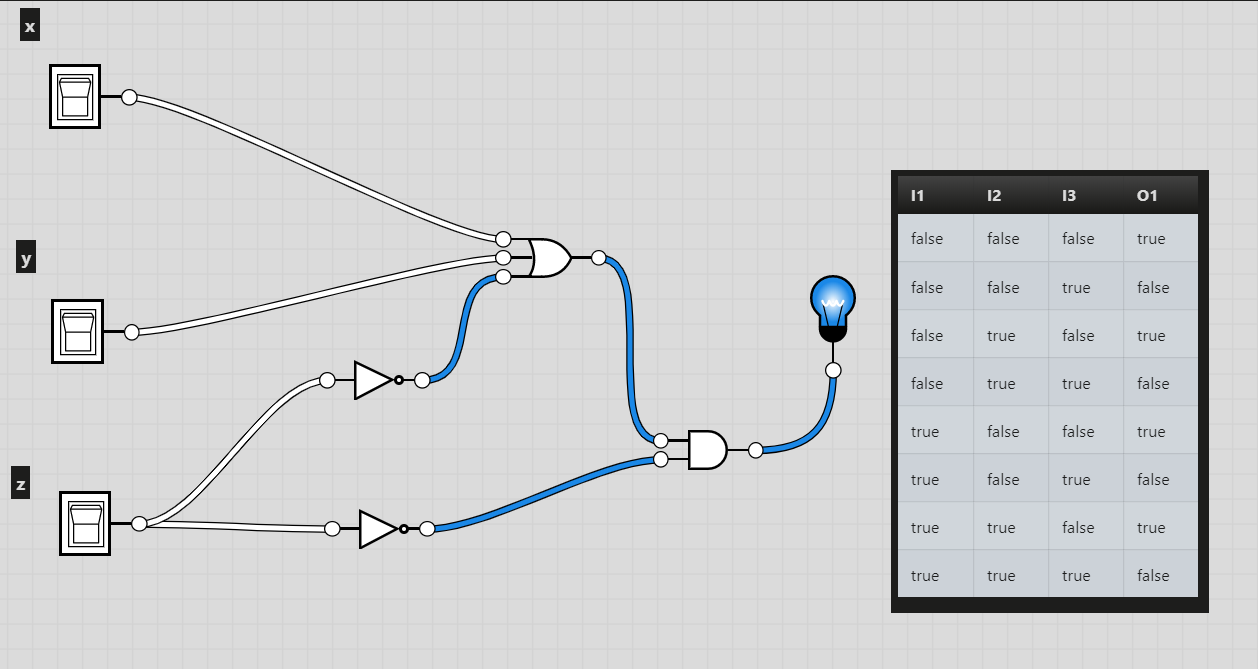 x
y
z
I1 I2 I3 O1
false false false true
false false true false
false true false true
false true true false
true false false true
true false true false
true true false true
true true true false